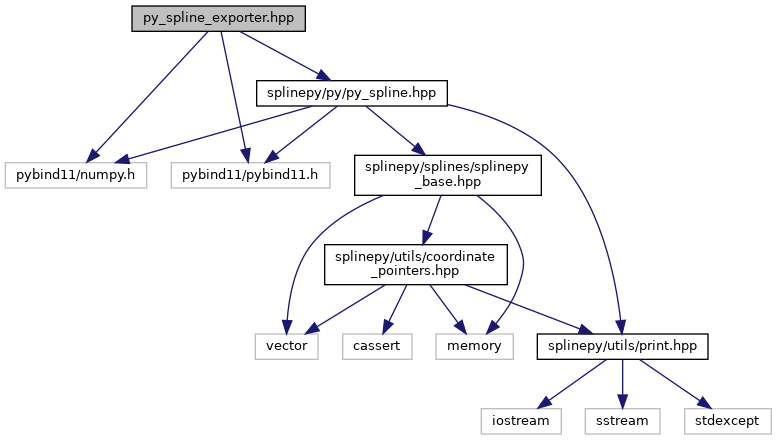 py_spline_exporter.hpp
splinepy/py/py_spline.hpp
pybind11/numpy.h
pybind11/pybind11.h
splinepy/splines/splinepy
_base.hpp
splinepy/utils/coordinate
_pointers.hpp
vector
cassert
memory
splinepy/utils/print.hpp
iostream
sstream
stdexcept